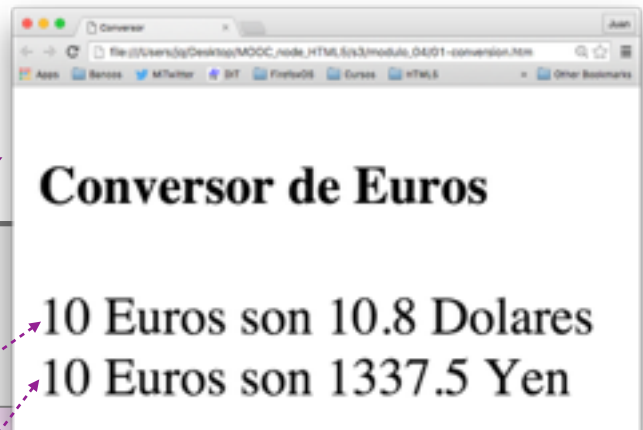 Conversor
Juan
file:///Users/jq/Desktop/MOOC_node_HTML5/s3/modulo_04/01-conversion.htm
Apps Bancos MiTwitter DIT FirefoxOS Cursos HTML5 » Other Bookmarks
Conversor de Euros
10 Euros son 10.8 Dolares
10 Euros son 1337.5 Yen